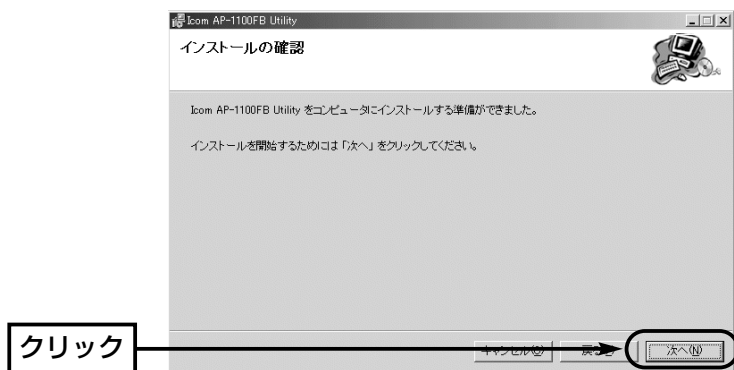 Icom AP-1100FB Utility
インストールの確認
Icom AP-1100FB Utility をコンピュータにインストールする準備ができました。
インストールを開始するためには「次へ」をクリックしてください。
クリック
キャンセル(C) 戻る 次へ(N)